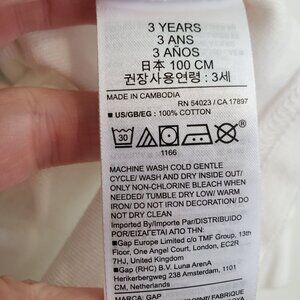 3 YEARS
3 ANS
3 AÑOS
日本 100 CM
권장사용연령 : 3세
MADE IN CAMBODIA
RN 54023 / CA 17897
■ US/GB/EG : 100% COTTON
30
1166
MACHINE WASH COLD GENTLE
CYCLE/ WASH AND DRY INSIDE OUT/
ONLY NON-CHLORINE BLEACH WHEN
NEEDED/ TUMBLE DRY LOW/ WARM
IRON/ DO NOT IRON DECORATION/ DO
NOT DRY CLEAN
Imported by/Importe Par/DISTRIBUIDO
POR/ΕΙΣΑΓΕΤΑΙ ΑΠΟ ΤΗΝ:
■Gap Europe Limited c/o TMF Group, 13th
Floor, One Angel Court, London, EC2R
7HJ, United Kingdom
■Gap (RHC) B.V. Luna ArenA
Herikerbergweg 238 Amsterdam, 1101
CM, Netherlands
MARCA: GAP